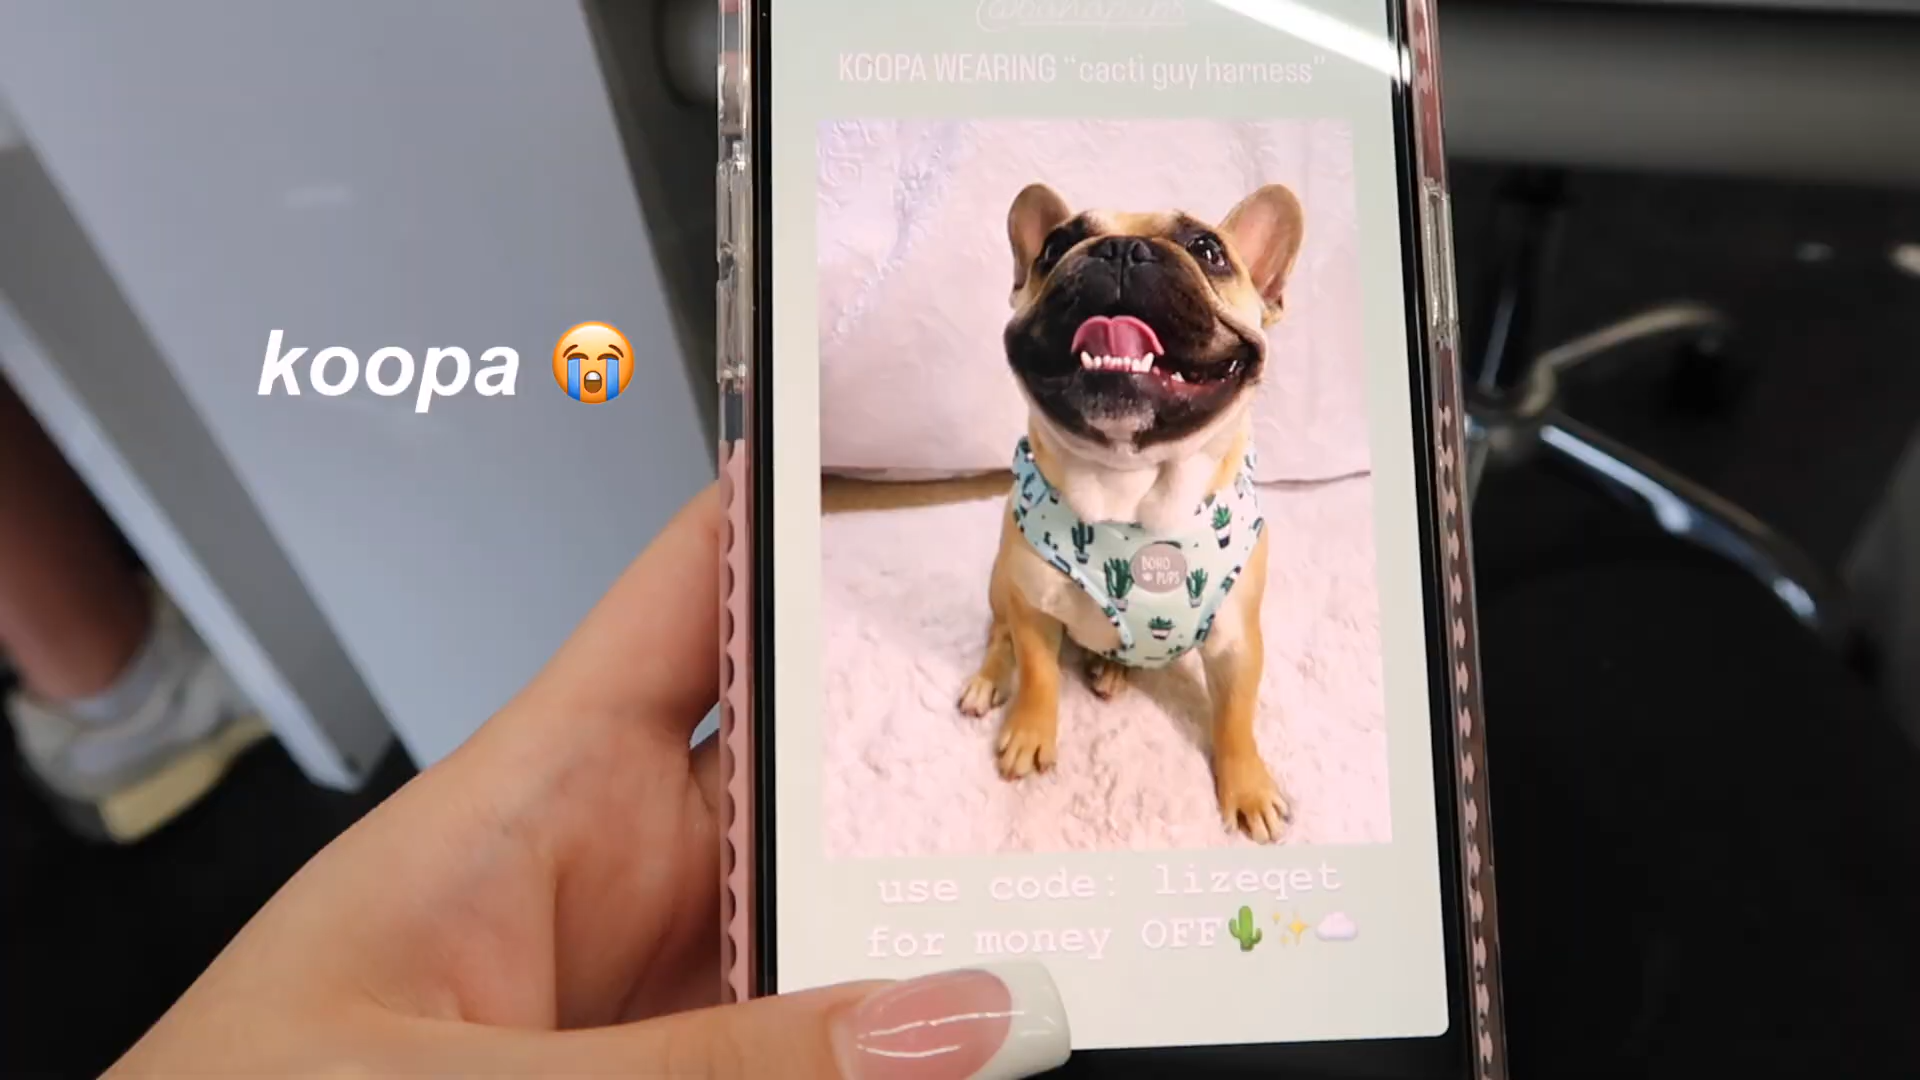 KOOPA WEARING “cacti guy harness”
koopa 😭
BOHO
PUPS
use code: lizeqet
for money OFF🌵✨☁️